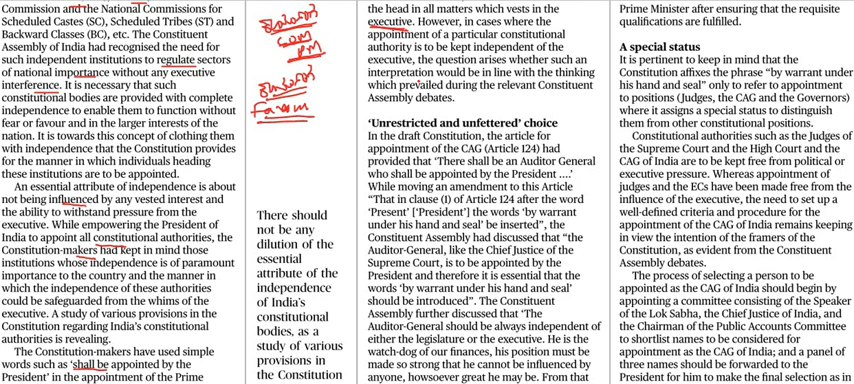 Commission and the National Commissions for
Scheduled Castes (SC), Scheduled Tribes (ST) and
Backward Classes (BC), etc. The Constituent
Assembly of India had recognised the need for
such independent institutions to regulate sectors
of national importance without any executive
interference. It is necessary that such
constitutional bodies are provided with complete
independence to enable them to function without
fear or favour and in the larger interests of the
nation. It is towards this concept of clothing them
with independence that the Constitution provides
for the manner in which individuals heading
these institutions are to be appointed.
An essential attribute of independence is about
not being influenced by any vested interest and
the ability to withstand pressure from the
executive. While empowering the President of
India to appoint all constitutional authorities, the
Constitution-makers had kept in mind those
institutions whose independence is of paramount
importance to the country and the manner in
which the independence of these authorities
could be safeguarded from the whims of the
executive. A study of various provisions in the
Constitution regarding India's constitutional
authorities is revealing.
The Constitution-makers have used simple
words such as 'shall be appointed by the
President' in the appointment of the Prime
COM
PM
There should
not be any
dilution of the
essential
attribute of the
independence
of India's
constitutional
bodies, as a
study of various
provisions in
the Constitution
the head in all matters which vests in the
executive. However, in cases where the
appointment of a particular constitutional
authority is to be kept independent of the
executive, the question arises whether such an
interpretation would be in line with the thinking
which prevailed during the relevant Constituent
Assembly debates.
'Unrestricted and unfettered' choice
In the draft Constitution, the article for
appointment of the CAG (Article 124) had
provided that 'There shall be an Auditor General
who shall be appointed by the President ....'
While moving an amendment to this Article
"That in clause (1) of Article 124 after the word
'Present' ['President'] the words 'by warrant
under his hand and seal' be inserted", the
Constituent Assembly had discussed that "the
Auditor-General, like the Chief Justice of the
Supreme Court, is to be appointed by the
President and therefore it is essential that the
words 'by warrant under his hand and seal'
should be introduced". The Constituent
Assembly further discussed that 'The
Auditor-General should be always independent of
either the legislature or the executive. He is the
watch-dog of our finances, his position must be
made so strong that he cannot be influenced by
anyone, howsoever great he may be. From that
Prime Minister after ensuring that the requisite
qualifications are fulfilled.
A special status
It is pertinent to keep in mind that the
Constitution affixes the phrase "by warrant under
his hand and seal" only to refer to appointment
to positions (Judges, the CAG and the Governors)
where it assigns a special status to distinguish
them from other constitutional positions.
Constitutional authorities such as the Judges of
the Supreme Court and the High Court and the
CAG of India are to be kept free from political or
executive pressure. Whereas appointment of
judges and the ECs have been made free from the
influence of the executive, the need to set up a
well-defined criteria and procedure for the
appointment of the CAG of India remains keeping
in view the intention of the framers of the
Constitution, as evident from the Constituent
Assembly debates.
The process of selecting a person to be
appointed as the CAG of India should begin by
appointing a committee consisting of the Speaker
of the Lok Sabha, the Chief Justice of India, and
the Chairman of the Public Accounts Committee
to shortlist names to be considered for
appointment as the CAG of India; and a panel of
three names should be forwarded to the
President for him to make the final selection as in